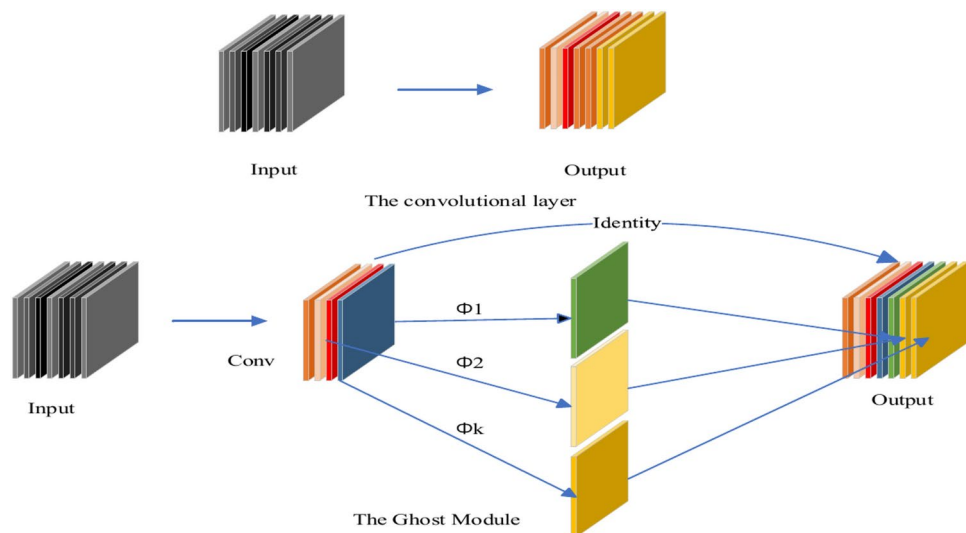 Input
Output
The convolutional layer
Identity
Φ1
Conv
Φ2
Input
Output
Φk
The Ghost Module